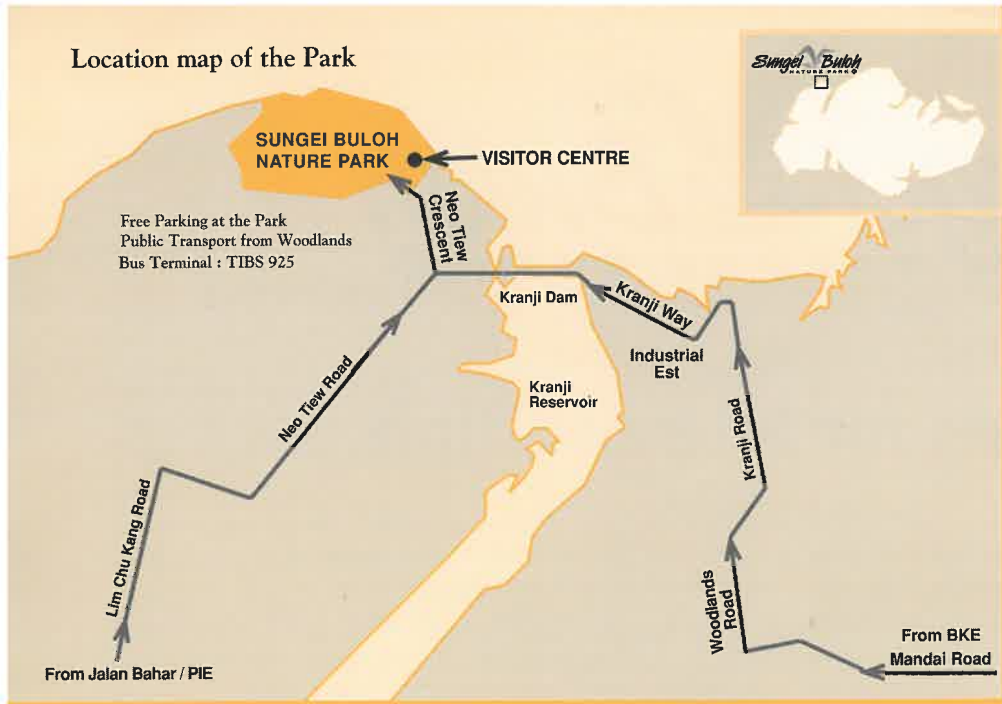 Location map of the Park
Sungei Buloh
NATURE PARK
SUNGEI BULOH
NATURE PARK
VISITOR CENTRE
Free Parking at the Park
Public Transport from Woodlands
Bus Terminal : TIBS 925
Neo Tiew
Crescent
Kranji Dam
Kranji Way
Industrial
Est
Kranji
Reservoir
Neo Tiew Road
Kranji Road
Lim Chu Kang Road
Woodlands
Road
From BKE
Mandai Road
From Jalan Bahar / PIE